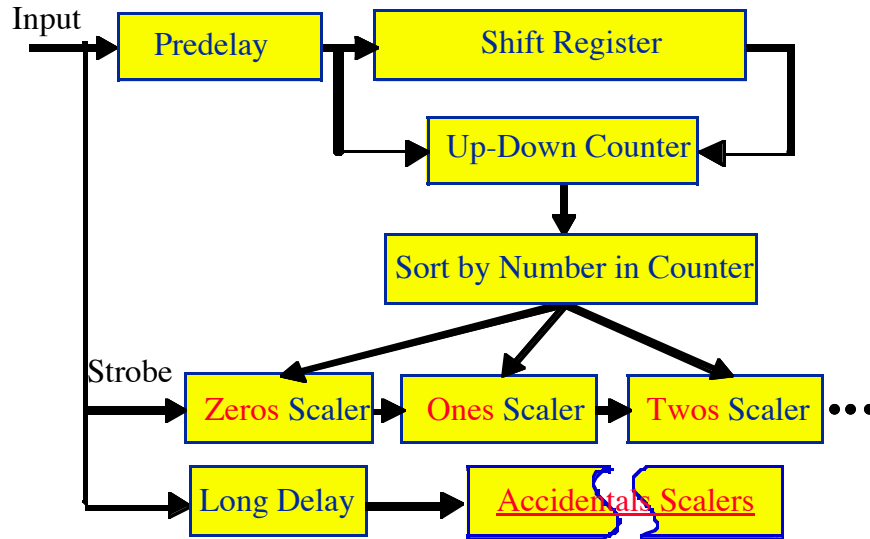 Input
Predelay
Shift Register
Up-Down Counter
Sort by Number in Counter
Strobe
Zeros Scaler
Ones Scaler
Twos Scaler
Long Delay
Accidentals Scalers